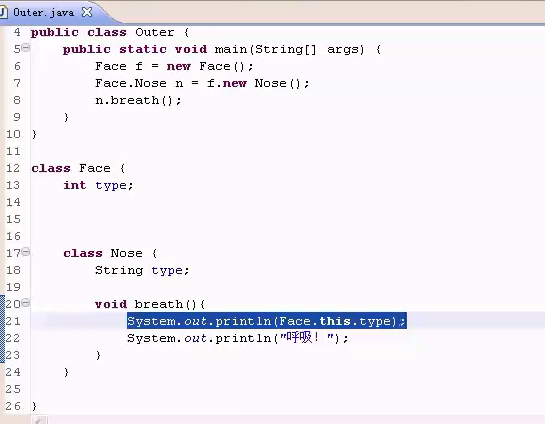 Outer.java
4 public class Outer {
5 public static void main(String[] args) {
6 Face f = new Face();
7 Face.Nose n = f.new Nose();
8 n.breath();
9 }
10 }
11
12 class Face {
13 int type;
14
15
16
17 class Nose {
18 String type;
19
20 void breath(){
21 System.out.println(Face.this.type);
22 System.out.println("呼吸！");
23 }
24 }
25
26 }